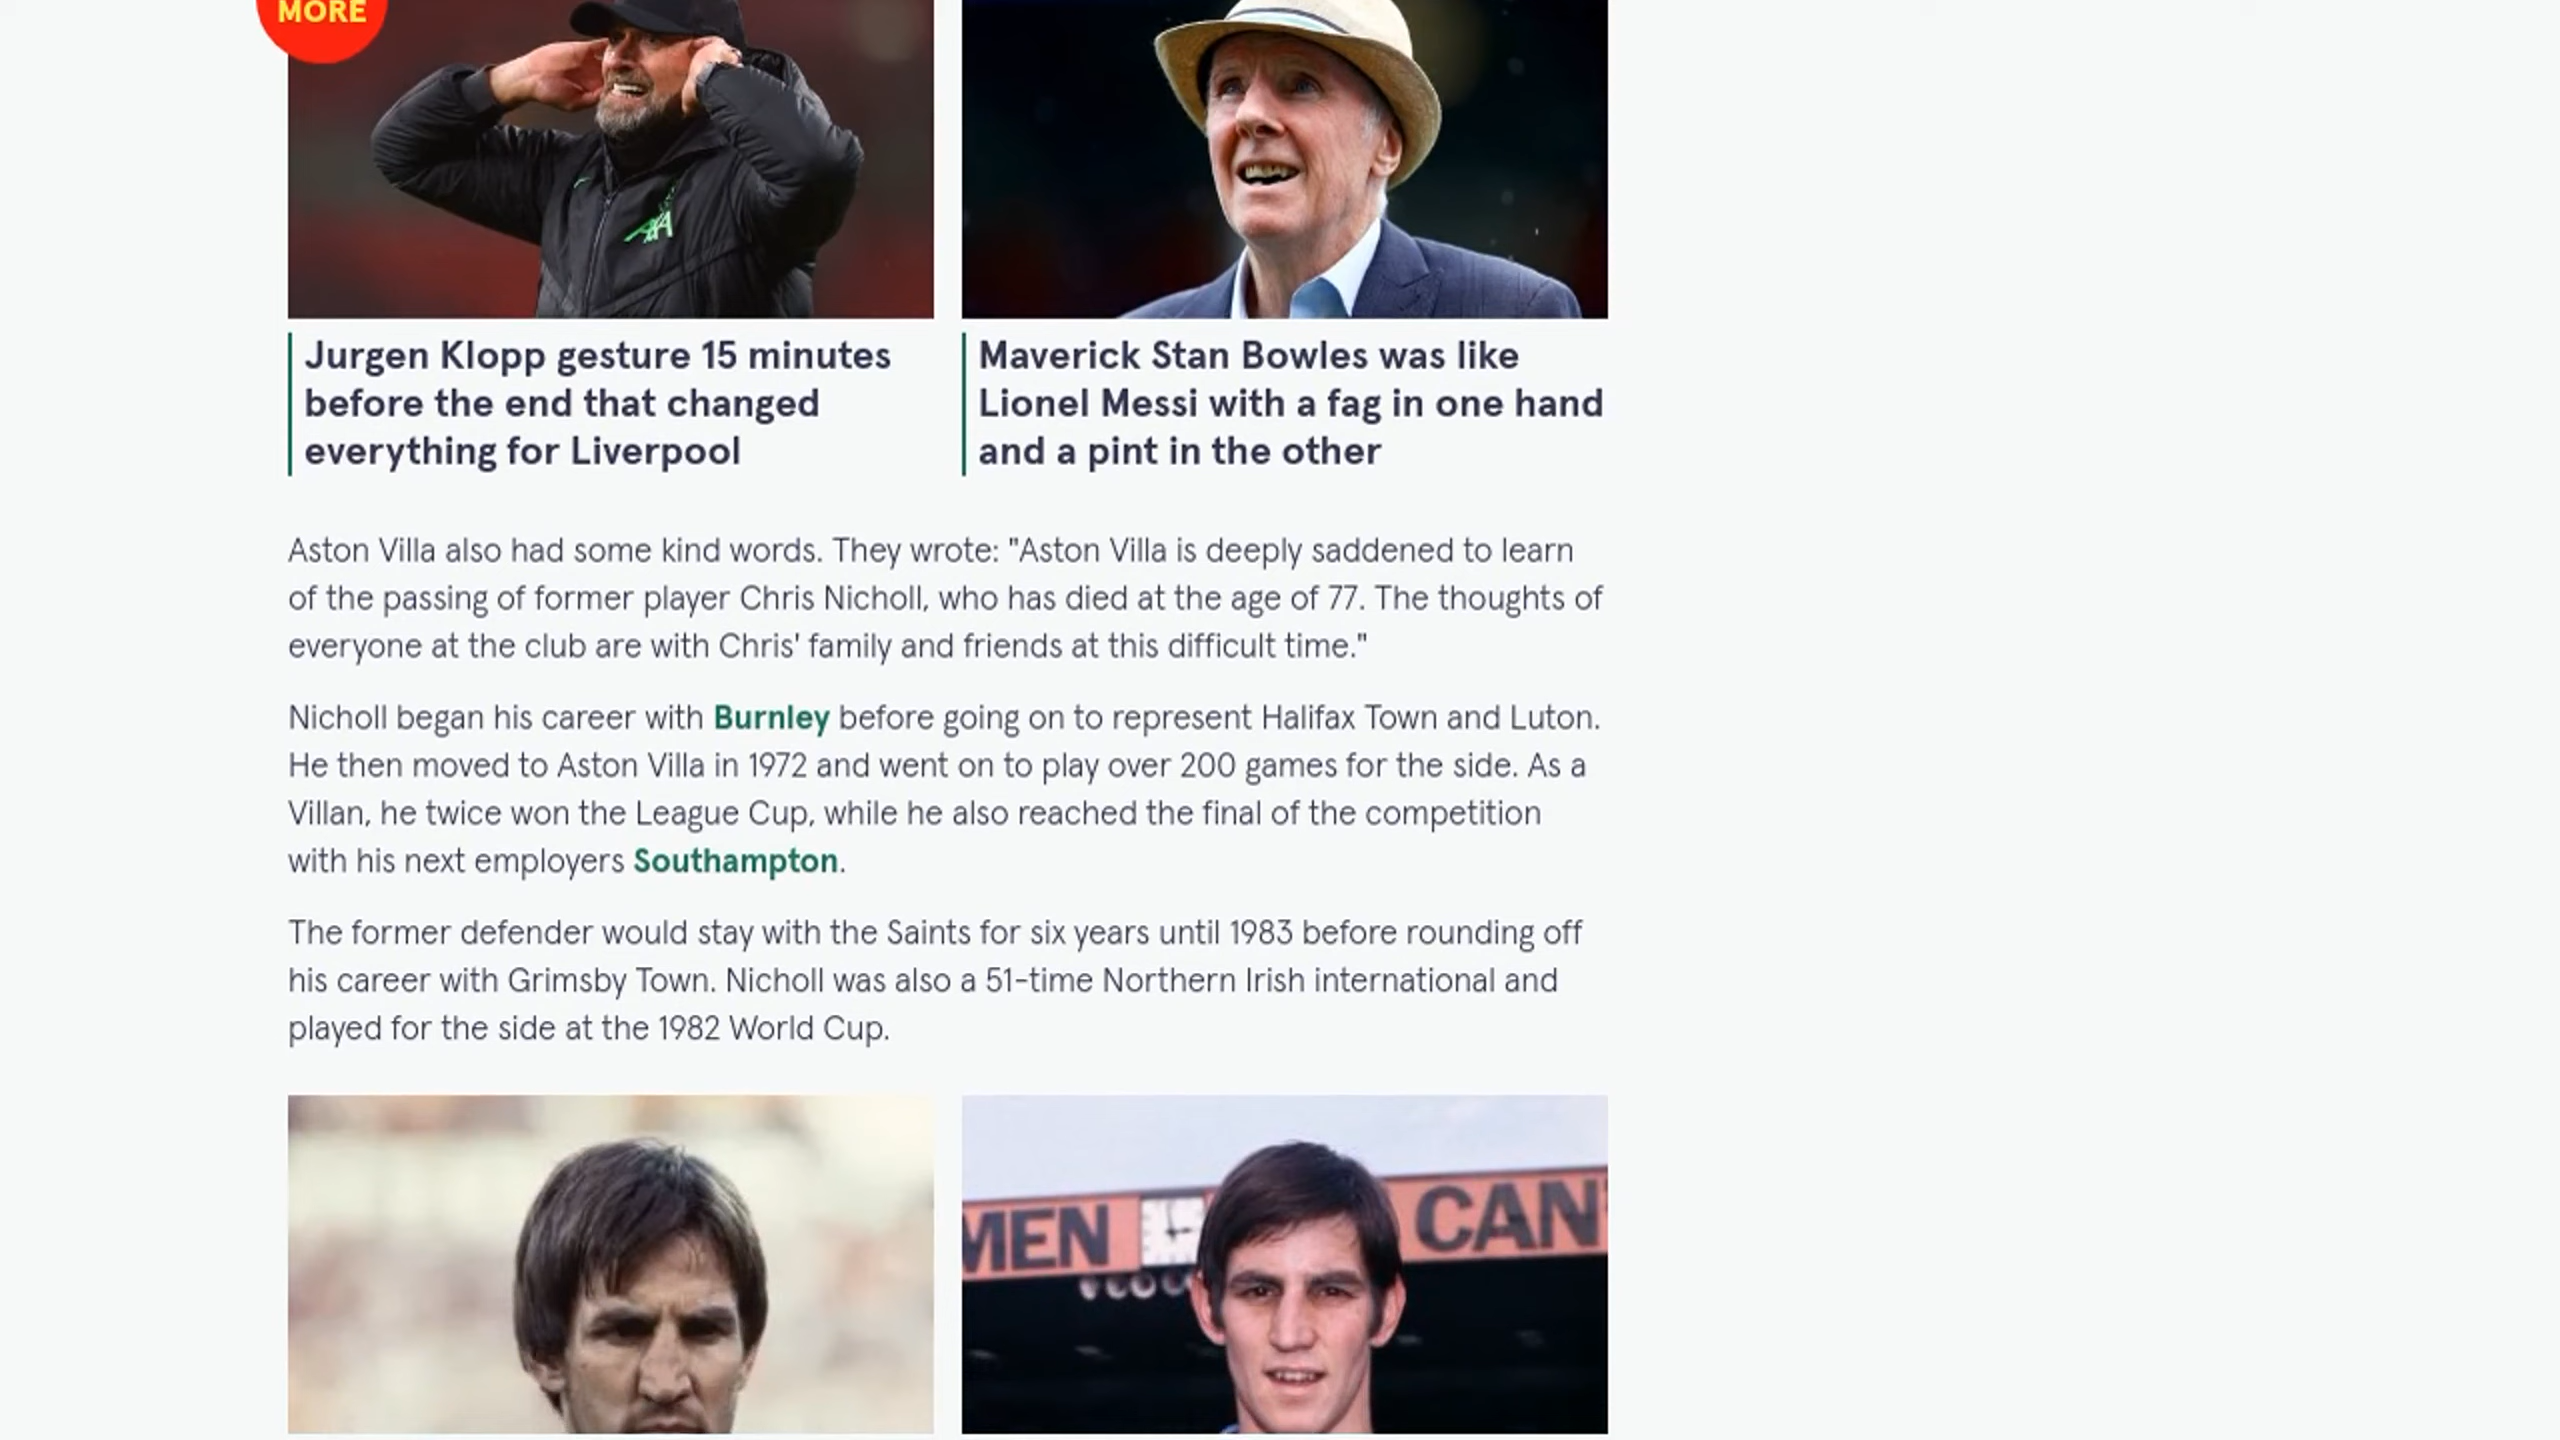 MORE
AXA
Jurgen Klopp gesture 15 minutes
before the end that changed
everything for Liverpool
Maverick Stan Bowles was like
Lionel Messi with a fag in one hand
and a pint in the other
Aston Villa also had some kind words. They wrote: "Aston Villa is deeply saddened to learn
of the passing of former player Chris Nicholl, who has died at the age of 77. The thoughts of
everyone at the club are with Chris' family and friends at this difficult time."
Nicholl began his career with Burnley before going on to represent Halifax Town and Luton.
He then moved to Aston Villa in 1972 and went on to play over 200 games for the side. As a
Villan, he twice won the League Cup, while he also reached the final of the competition
with his next employers Southampton.
The former defender would stay with the Saints for six years until 1983 before rounding off
his career with Grimsby Town. Nicholl was also a 51-time Northern Irish international and
played for the side at the 1982 World Cup.
MEN CAN